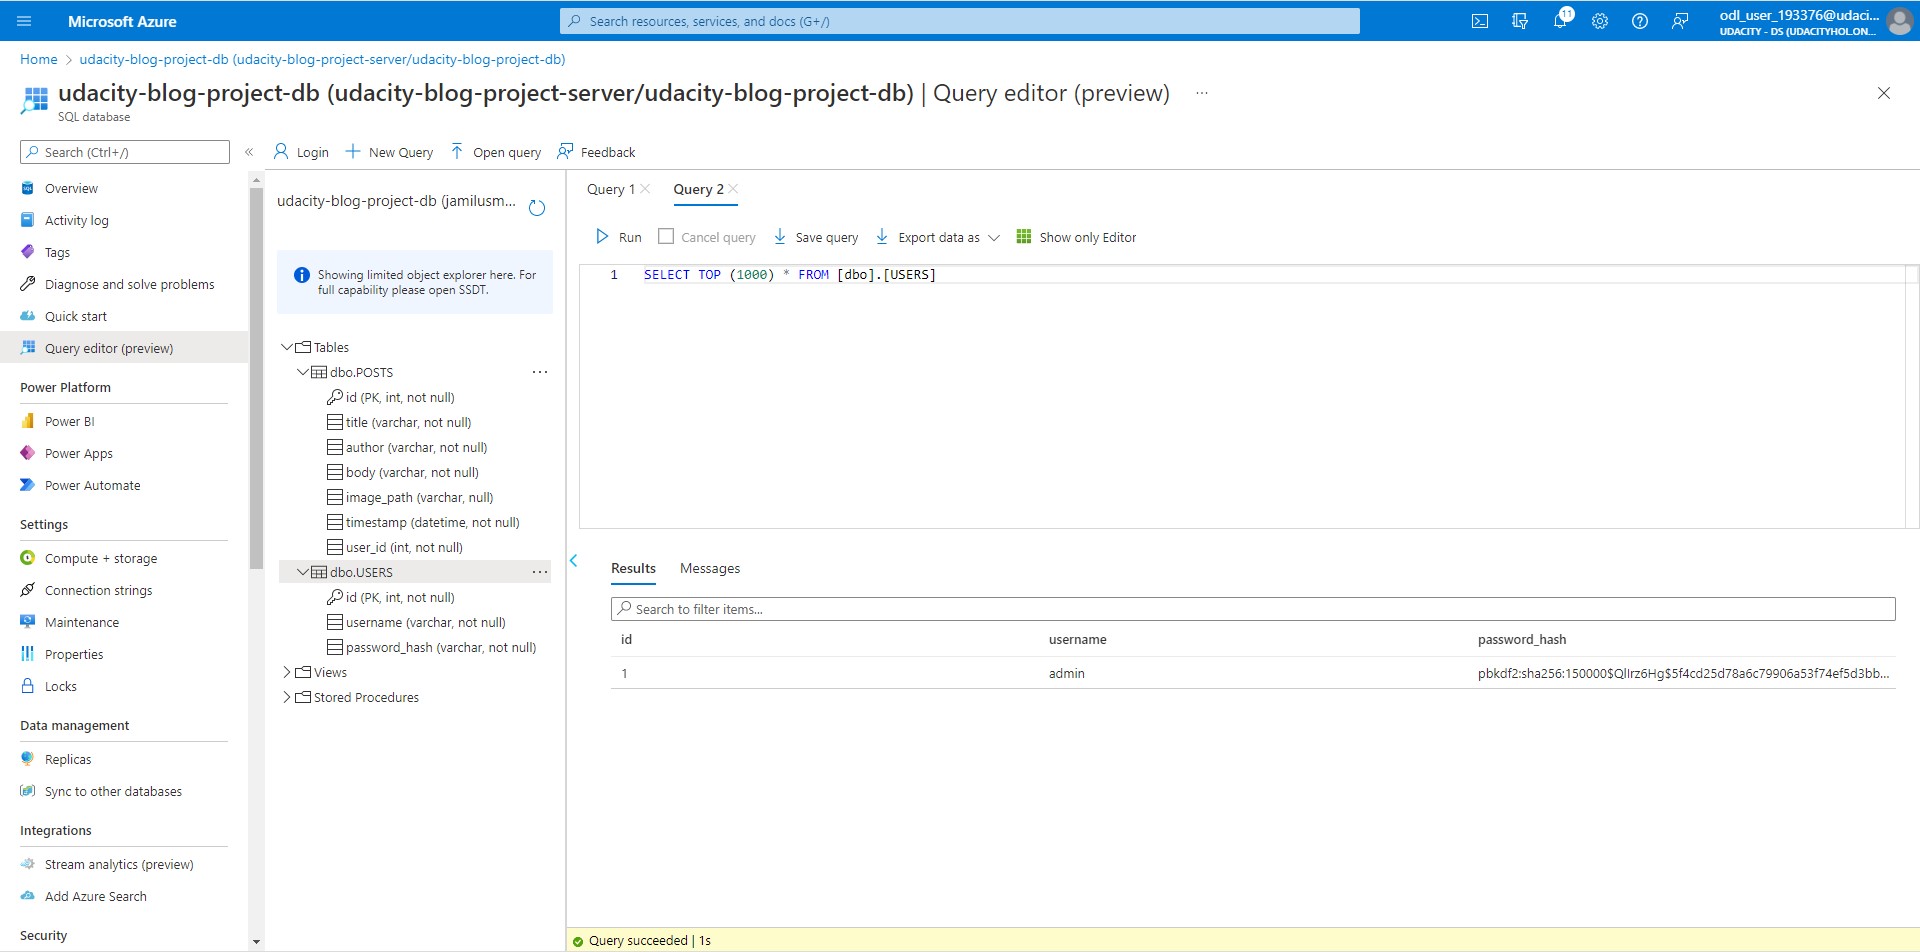 Microsoft Azure
Search resources, services, and docs (G+/)
11
odl_user_193376@udaci...
UDACITY - DS (UDACITYHOL.ON...
Home > udacity-blog-project-db (udacity-blog-project-server/udacity-blog-project-db)
udacity-blog-project-db (udacity-blog-project-server/udacity-blog-project-db) | Query editor (preview) ...
SQL database
Search (Ctrl+/)
«
Login
New Query
Open query
Feedback
Overview
Activity log
Tags
Diagnose and solve problems
Quick start
Query editor (preview)
Power Platform
Power BI
Power Apps
Power Automate
Settings
Compute + storage
Connection strings
Maintenance
Properties
Locks
Data management
Replicas
Sync to other databases
Integrations
Stream analytics (preview)
Add Azure Search
Security
udacity-blog-project-db (jamilusm...
Showing limited object explorer here. For
full capability please open SSDT.
Tables
dbo.POSTS ...
id (PK, int, not null)
title (varchar, not null)
author (varchar, not null)
body (varchar, not null)
image_path (varchar, null)
timestamp (datetime, not null)
user_id (int, not null)
dbo.USERS ...
id (PK, int, not null)
username (varchar, not null)
password_hash (varchar, not null)
Views
Stored Procedures
Query 1
Query 2
Run
Cancel query
Save query
Export data as
Show only Editor
1 SELECT TOP (1000) * FROM [dbo].[USERS]
Results
Messages
Search to filter items...
id username password_hash
1 admin pbkdf2:sha256:150000$QlIrz6Hg$5f4cd25d78a6c79906a53f74ef5d3bb...
Query succeeded | 1s